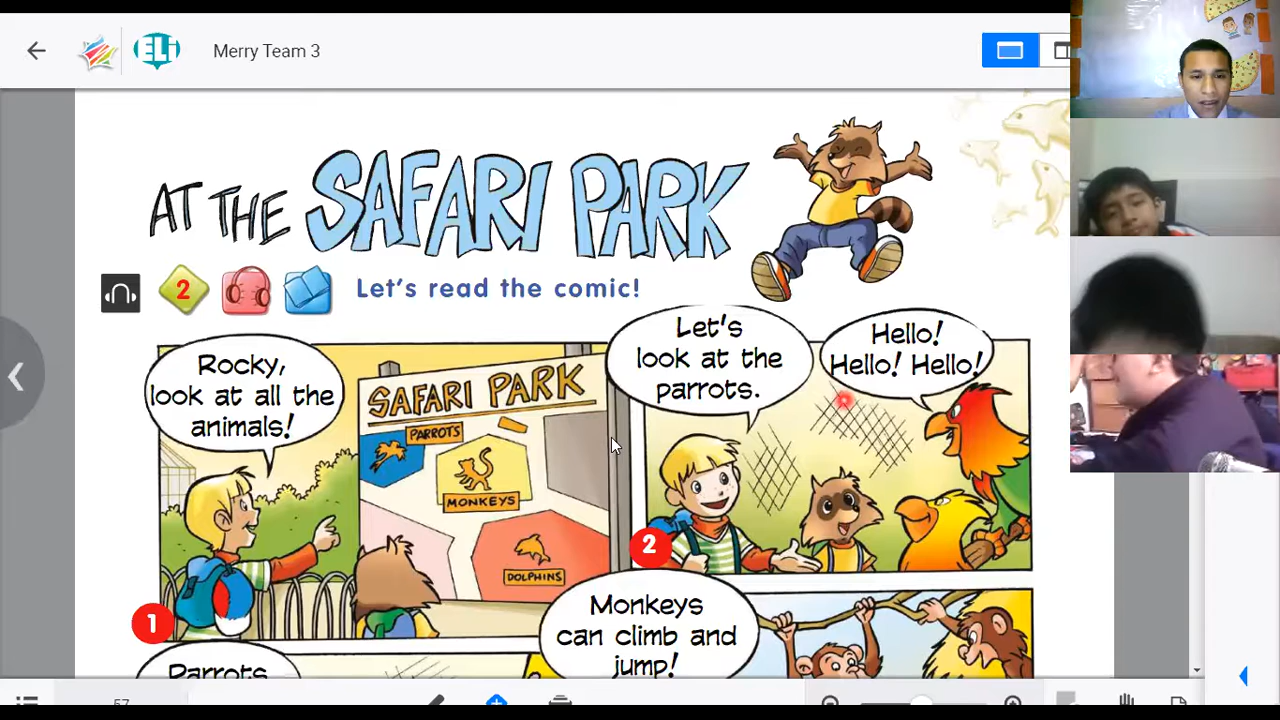 ELi
Merry Team 3
AT THE SAFARI PARK
2
Let's read the comic!
Rocky,
look at all the
animals!
SAFARI PARK
PARROTS
MONKEYS
DOLPHINS
1
Let's
look at the
parrots.
Hello!
Hello! Hello!
2
Parrots
Monkeys
can climb and
jump!
57